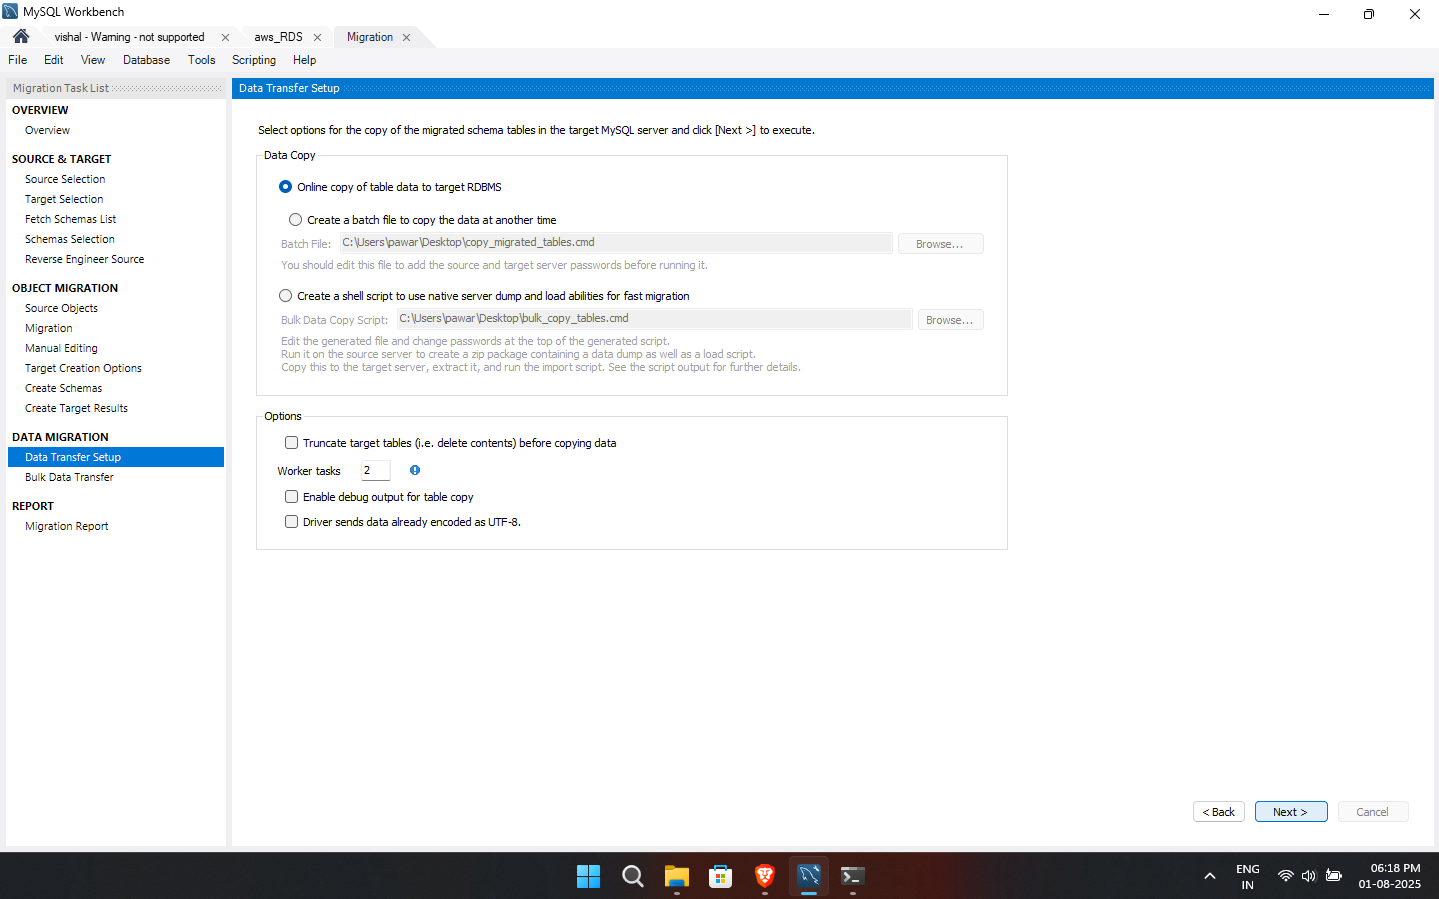 MySQL Workbench
vishal - Warning - not supported
aws_RDS
Migration
File Edit View Database Tools Scripting Help
Migration Task List
OVERVIEW
Overview
SOURCE & TARGET
Source Selection
Target Selection
Fetch Schemas List
Schemas Selection
Reverse Engineer Source
OBJECT MIGRATION
Source Objects
Migration
Manual Editing
Target Creation Options
Create Schemas
Create Target Results
DATA MIGRATION
Data Transfer Setup
Bulk Data Transfer
REPORT
Migration Report
Data Transfer Setup
Select options for the copy of the migrated schema tables in the target MySQL server and click [Next >] to execute.
Data Copy
Online copy of table data to target RDBMS
Create a batch file to copy the data at another time
Batch File: C:\Users\pawar\Desktop\copy_migrated_tables.cmd Browse...
You should edit this file to add the source and target server passwords before running it.
Create a shell script to use native server dump and load abilities for fast migration
Bulk Data Copy Script: C:\Users\pawar\Desktop\bulk_copy_tables.cmd Browse...
Edit the generated file and change passwords at the top of the generated script.
Run it on the source server to create a zip package containing a data dump as well as a load script.
Copy this to the target server, extract it, and run the import script. See the script output for further details.
Options
Truncate target tables (i.e. delete contents) before copying data
Worker tasks 2
Enable debug output for table copy
Driver sends data already encoded as UTF-8.
< Back Next > Cancel
ENG
IN
06:18 PM
01-08-2025